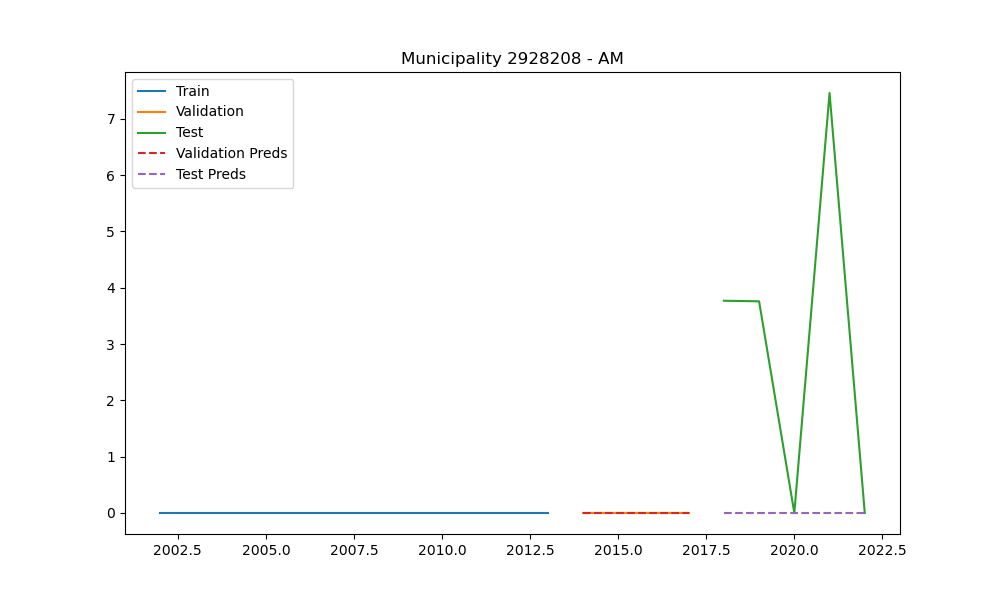 Municipality 2928208 - AM
Train
Validation
Test
Validation Preds
Test Preds
7
6
5
4
3
2
1
0
2002.5 2005.0 2007.5 2010.0 2012.5 2015.0 2017.5 2020.0 2022.5